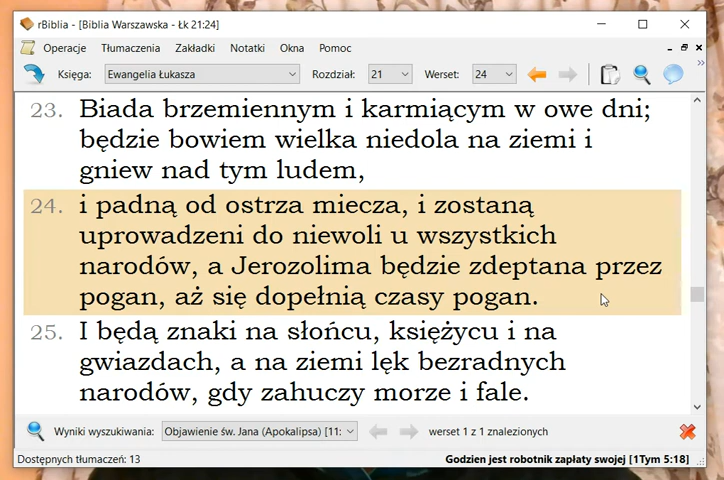 rBiblia - [Biblia Warszawska - Łk 21:24]
Operacje Tłumaczenia Zakładki Notatki Okna Pomoc
Księga: Ewangelia Łukasza Rozdział: 21 Werset: 24
23. Biada brzemiennym i karmiącym w owe dni;
będzie bowiem wielka niedola na ziemi i
gniew nad tym ludem,
24. i padną od ostrza miecza, i zostaną
uprowadzeni do niewoli u wszystkich
narodów, a Jerozolima będzie zdeptana przez
pogan, aż się dopełnią czasy pogan.
25. I będą znaki na słońcu, księżycu i na
gwiazdach, a na ziemi lęk bezradnych
narodów, gdy zahuczy morze i fale.
Wyniki wyszukiwania: Objawienie św. Jana (Apokalipsa) [11: werset 1 z 1 znalezionych
Dostępnych tłumaczeń: 13 Godzien jest robotnik zapłaty swojej [1Tym 5:18]